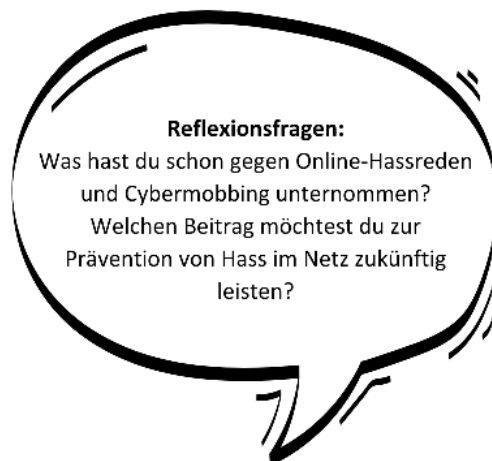 Reflexionsfragen:
Was hast du schon gegen Online-Hassreden
und Cybermobbing unternommen?
Welchen Beitrag möchtest du zur
Prävention von Hass im Netz zukünftig
leisten?